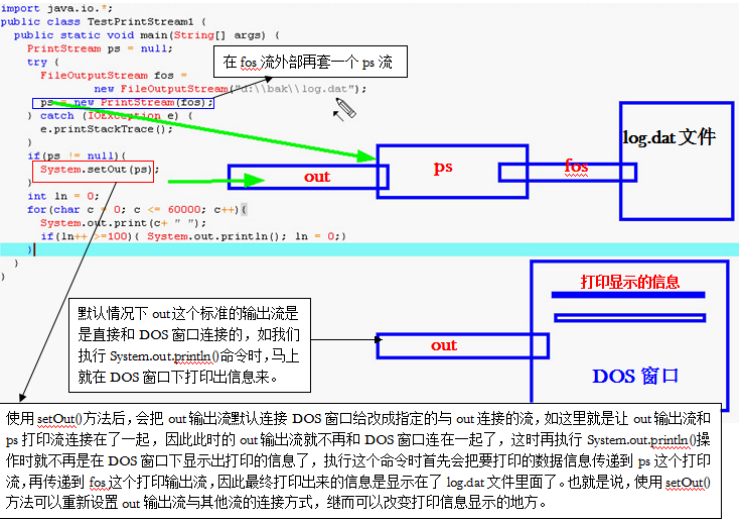 import java.io.*;
public class TestPrintStream1 {
public static void main(String[] args) {
PrintStream ps = null;
try {
FileOutputStream fos =
new FileOutputStream("d:\\bak\\log.dat");
ps = new PrintStream(fos);
} catch (IOException e) {
e.printStackTrace();
}
if(ps != null){
System.setOut(ps);
}
int ln = 0;
for(char c = 0; c <= 60000; c++){
System.out.print(c+ " ");
if(ln++ >=100){ System.out.println(); ln = 0;}
}
}
}
在 fos 流外部再套一个 ps 流
out
ps
fos
log.dat 文件
默认情况下 out 这个标准的输出流是
是直接和 DOS 窗口连接的，如我们
执行 System.out.println()命令时，马上
就在 DOS 窗口下打印出信息来。
out
打印显示的信息
DOS 窗口
使用 setOut()方法后，会把 out 输出流默认连接 DOS 窗口给改成指定的与 out 连接的流，如这里就是让 out 输出流和
ps 打印流连接在了一起，因此此时的 out 输出流就不再和 DOS 窗口连在一起了，这时再执行 System.out.println()操
作时就不再是在 DOS 窗口下显示出打印的信息了，执行这个命令时首先会把要打印的数据信息传递到 ps 这个打印
流，再传递到 fos 这个打印输出流，因此最终打印出来的信息是显示在了 log.dat 文件里面了。也就是说，使用 setOut()
方法可以重新设置 out 输出流与其他流的连接方式，继而可以改变打印信息显示的地方。